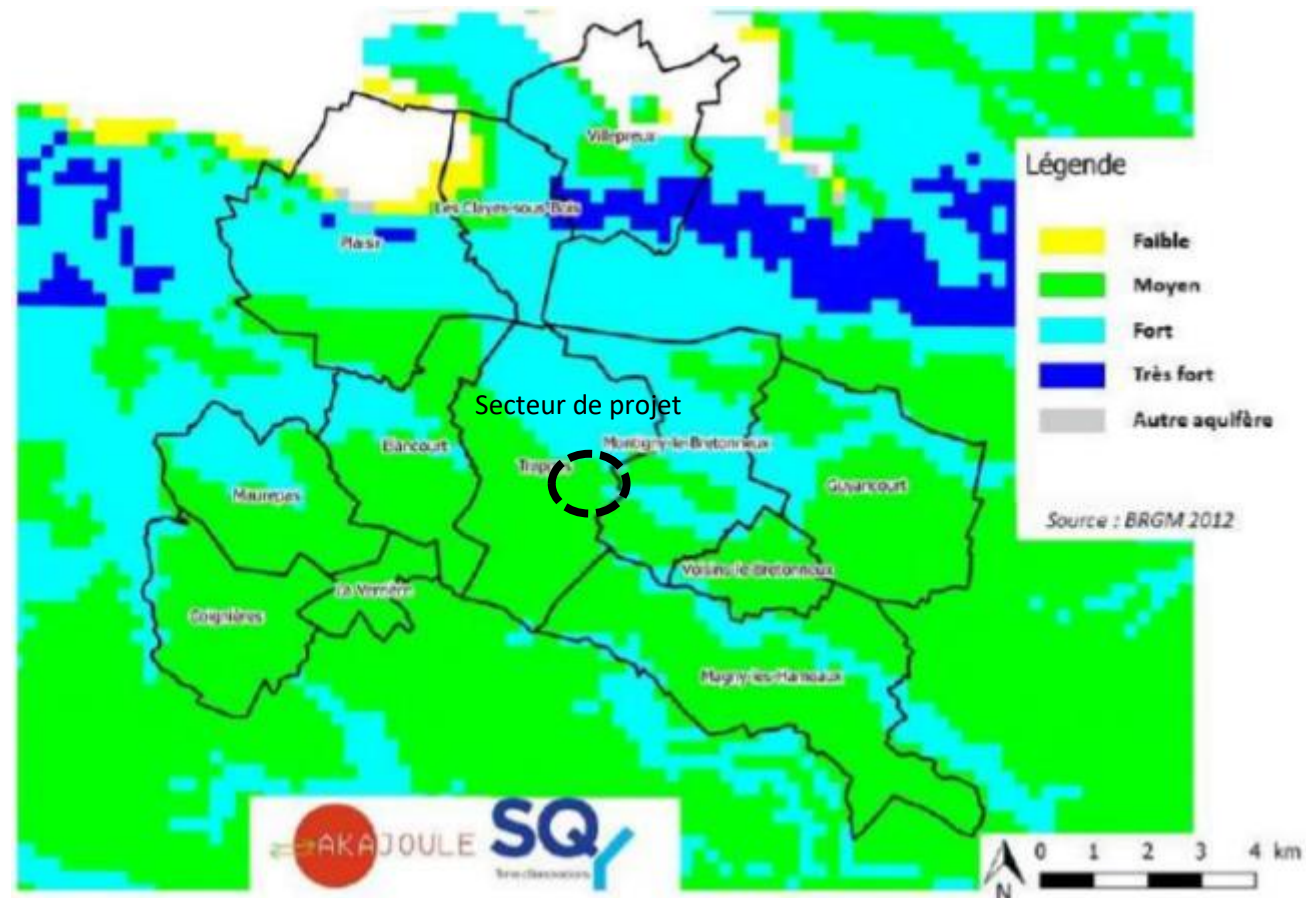 Villepreux
Légende
Les Clayes-sous-Bois
Plaisir
Faible
Moyen
Fort
Très fort
Autre aquifère
Secteur de projet
Elancourt
Montigny-le-Bretonneux
Trappes
Maurepas
Guyancourt
Source : BRGM 2012
Voisins-le-Bretonneux
La Verrière
Coignières
Magny-les-Hameaux
AKAJOULE
SQY
N
0 1 2 3 4 km